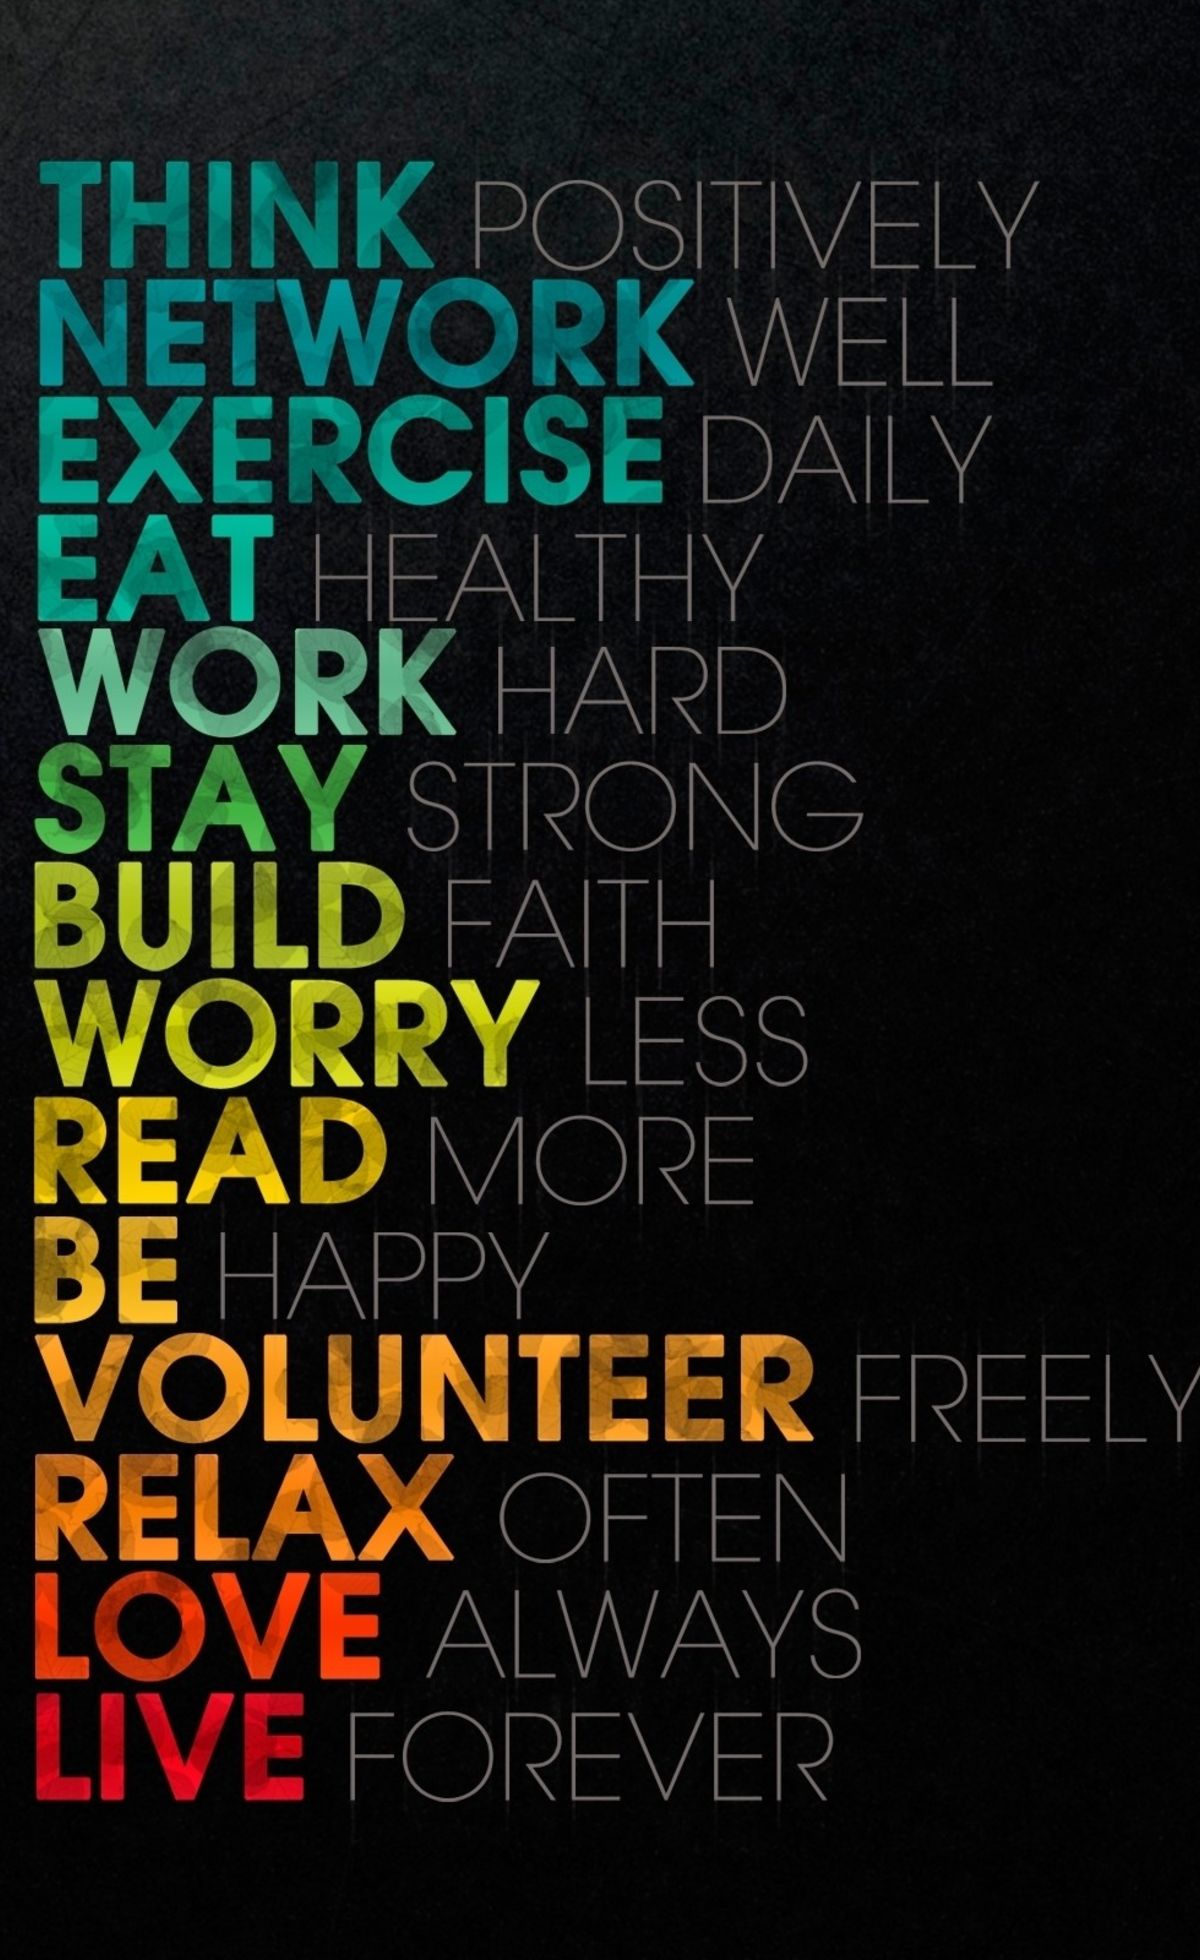 THINK POSITIVELY
NETWORK WELL
EXERCISE DAILY
EAT HEALTHY
WORK HARD
STAY STRONG
BUILD FAITH
WORRY LESS
READ MORE
BE HAPPY
VOLUNTEER FREELY
RELAX OFTEN
LOVE ALWAYS
LIVE FOREVER